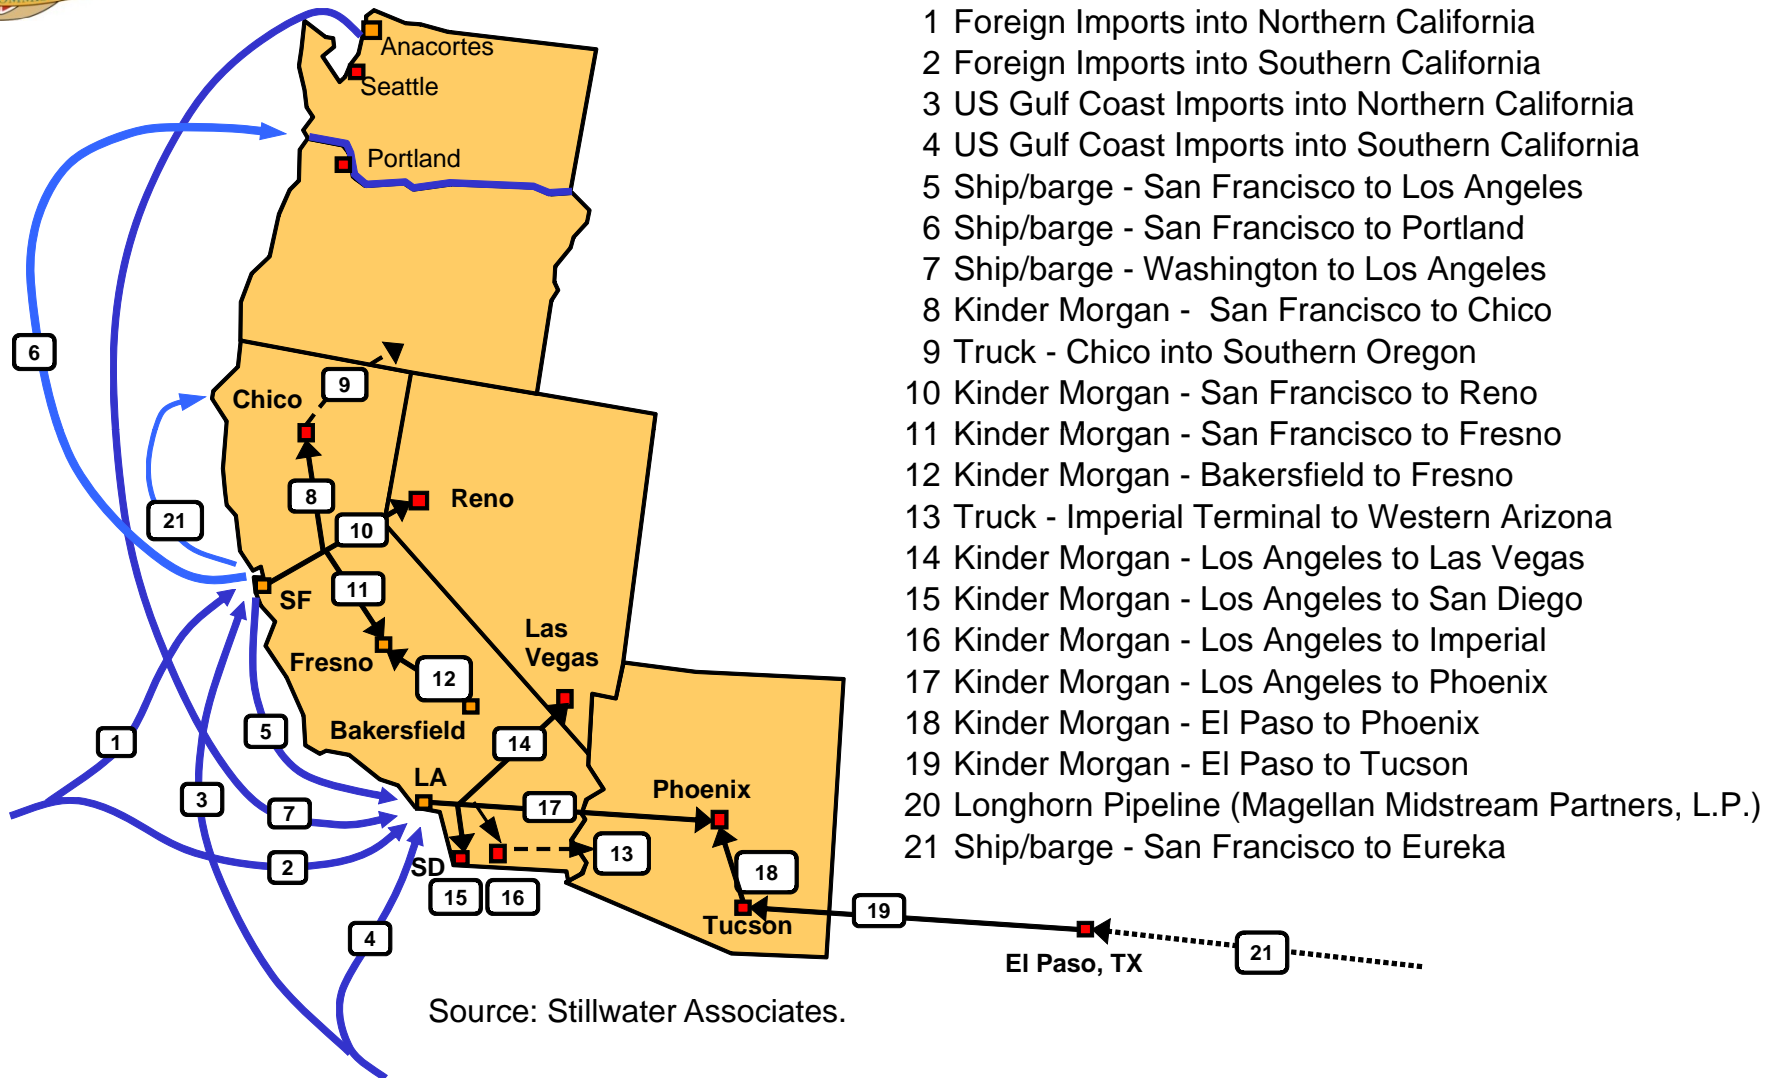 Anacortes
Seattle
Portland
6
9
Chico
8
Reno
10
21
11
SF
Las
Vegas
Fresno
12
Bakersfield
5
1
14
LA
Phoenix
3
17
7
13
2
SD
18
15
16
19
Tucson
4
El Paso, TX
21
Source: Stillwater Associates.
1 Foreign Imports into Northern California
2 Foreign Imports into Southern California
3 US Gulf Coast Imports into Northern California
4 US Gulf Coast Imports into Southern California
5 Ship/barge - San Francisco to Los Angeles
6 Ship/barge - San Francisco to Portland
7 Ship/barge - Washington to Los Angeles
8 Kinder Morgan - San Francisco to Chico
9 Truck - Chico into Southern Oregon
10 Kinder Morgan - San Francisco to Reno
11 Kinder Morgan - San Francisco to Fresno
12 Kinder Morgan - Bakersfield to Fresno
13 Truck - Imperial Terminal to Western Arizona
14 Kinder Morgan - Los Angeles to Las Vegas
15 Kinder Morgan - Los Angeles to San Diego
16 Kinder Morgan - Los Angeles to Imperial
17 Kinder Morgan - Los Angeles to Phoenix
18 Kinder Morgan - El Paso to Phoenix
19 Kinder Morgan - El Paso to Tucson
20 Longhorn Pipeline (Magellan Midstream Partners, L.P.)
21 Ship/barge - San Francisco to Eureka